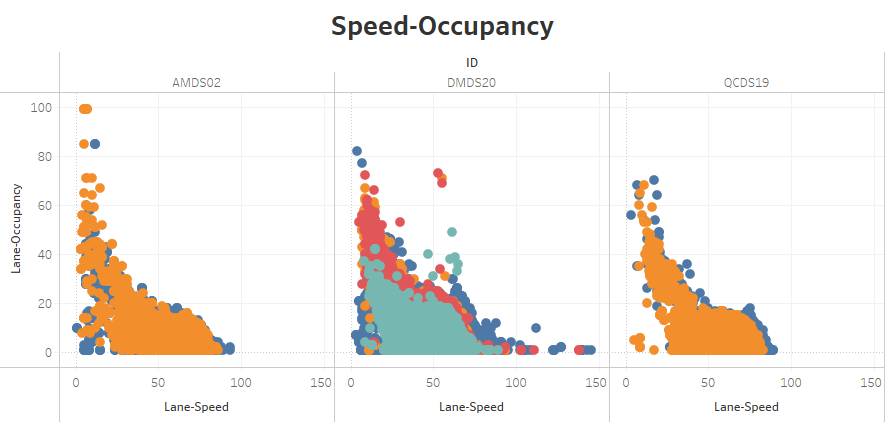 Speed-Occupancy
ID
AMDS02 DMDS20 QCDS19
100
80
60
40
20
0
Lane-Occupancy
0 50 100 150 0 50 100 150 0 50 100 150
Lane-Speed Lane-Speed Lane-Speed